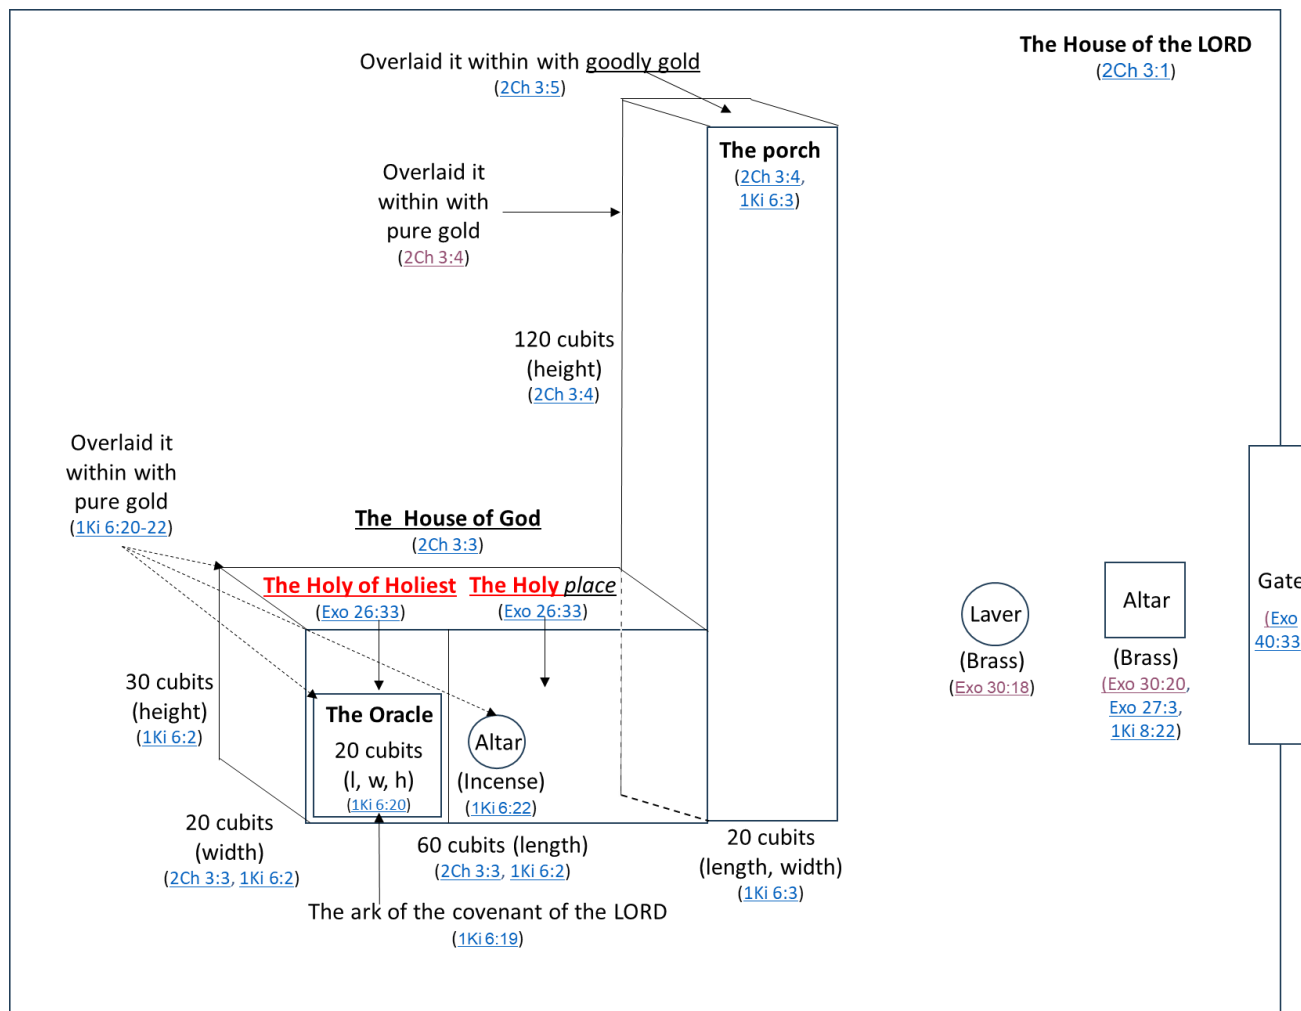 The House of the LORD
(2Ch 3:1)
Overlaid it within with goodly gold
(2Ch 3:5)
The porch
(2Ch 3:4,
1Ki 6:3)
Overlaid it
within with
pure gold
(2Ch 3:4)
120 cubits
(height)
(2Ch 3:4)
Overlaid it
within with
pure gold
(1Ki 6:20-22)
The House of God
(2Ch 3:3)
The Holy of Holiest
(Exo 26:33)
The Holy place
(Exo 26:33)
30 cubits
(height)
(1Ki 6:2)
The Oracle
20 cubits
(l, w, h)
(1Ki 6:20)
Altar
(Incense)
(1Ki 6:22)
20 cubits
(width)
(2Ch 3:3, 1Ki 6:2)
60 cubits (length)
(2Ch 3:3, 1Ki 6:2)
20 cubits
(length, width)
(1Ki 6:3)
The ark of the covenant of the LORD
(1Ki 6:19)
Laver
(Brass)
(Exo 30:18)
Altar
(Brass)
(Exo 30:20,
Exo 27:3,
1Ki 8:22)
Gate
(Exo
40:33